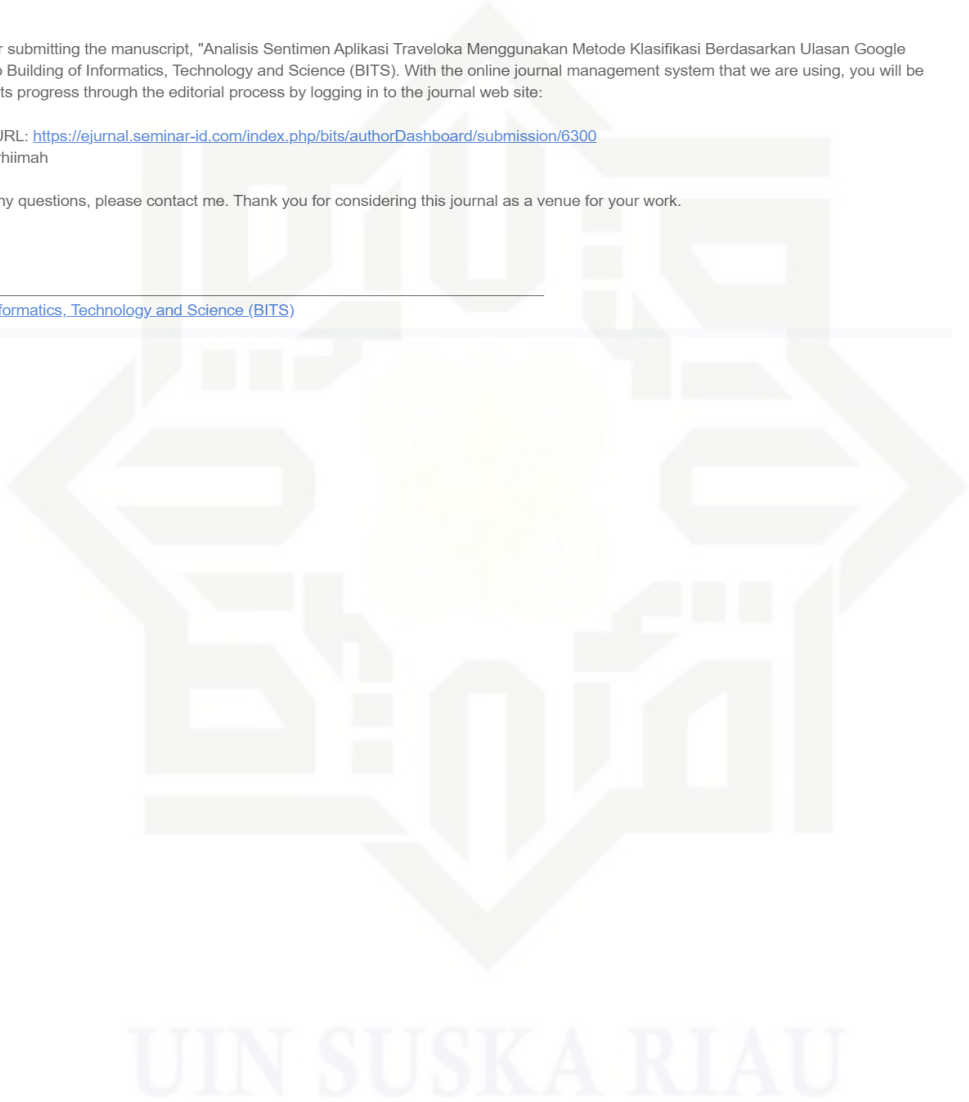 r submitting the manuscript, "Analisis Sentimen Aplikasi Traveloka Menggunakan Metode Klasifikasi Berdasarkan Ulasan Google
Building of Informatics, Technology and Science (BITS). With the online journal management system that we are using, you will be
ts progress through the editorial process by logging in to the journal web site:
URL: https://ejurnal.seminar-id.com/index.php/bits/authorDashboard/submission/6300
hiimah
ny questions, please contact me. Thank you for considering this journal as a venue for your work.
formatics, Technology and Science (BITS)
UIN SUSKA RIAU